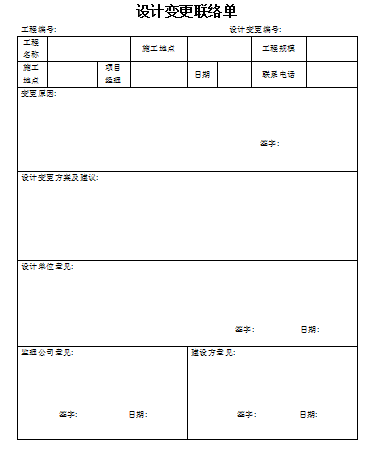 设计变更联络单
工程编号: 设计变更编号:
工程名称 施工地点 工程规模
施工地点 项目经理 日期 联系电话
变更原因:
签字:
设计变更方案及建议:
设计单位意见:
签字: 日期:
监理公司意见: 建设方意见:
签字: 日期: 签字: 日期: